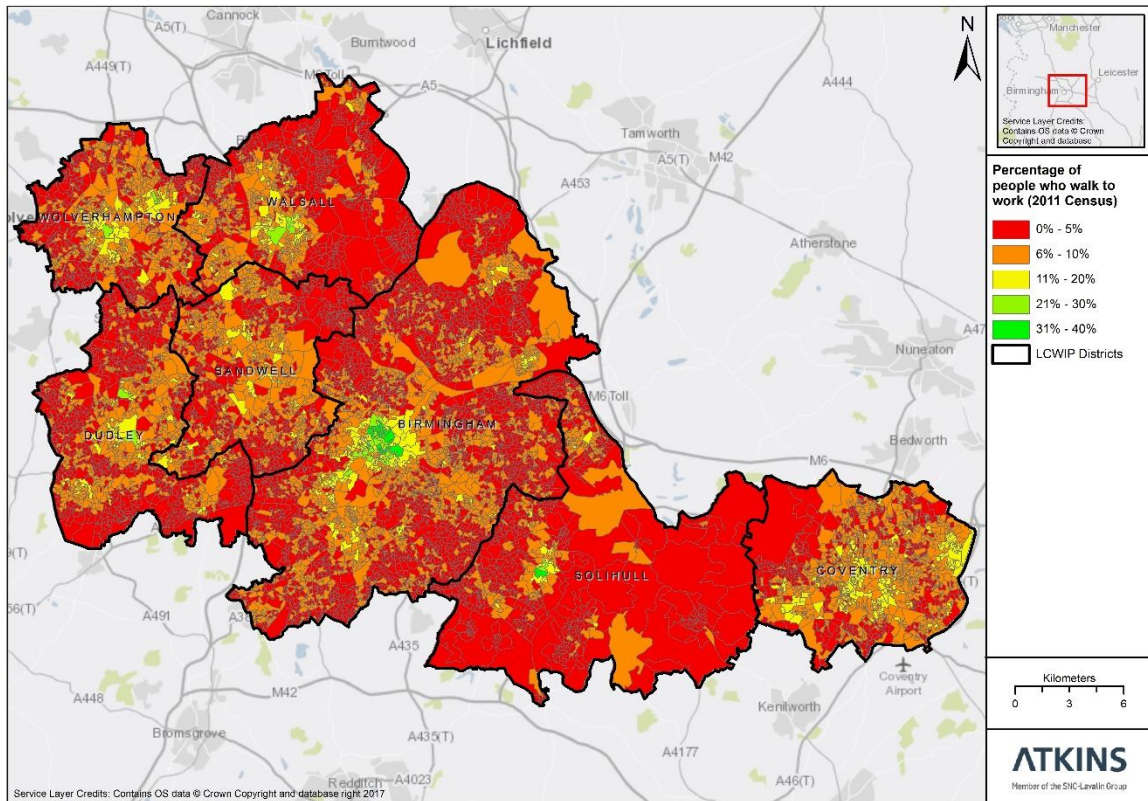 Cannock
A5(T)
Burntwood
Lichfield
N
A449(T)
M6 Toll
A5
A444
Tamworth
A5(T)
M42
A453
WALSALL
WOLVERHAMPTON
Atherstone
A47
Nuneaton
SANDWELL
M6 Toll
BIRMINGHAM
DUDLEY
Bedworth
M6
SOLIHULL
COVENTRY
A491
A435
A448
M42
Coventry
Airport
Kenilworth
Bromsgrove
A435(T)
A4177
Redditch
A4023
A46(T)
Service Layer Credits: Contains OS data © Crown Copyright and database right 2017
Manchester
Leicester
Birmingham
Service Layer Credits:
Contains OS data © Crown
Copyright and database
Percentage of
people who walk to
work (2011 Census)
0% - 5%
6% - 10%
11% - 20%
21% - 30%
31% - 40%
LCWIP Districts
Kilometers
0 3 6
ATKINS
Member of the SNC-Lavalin Group